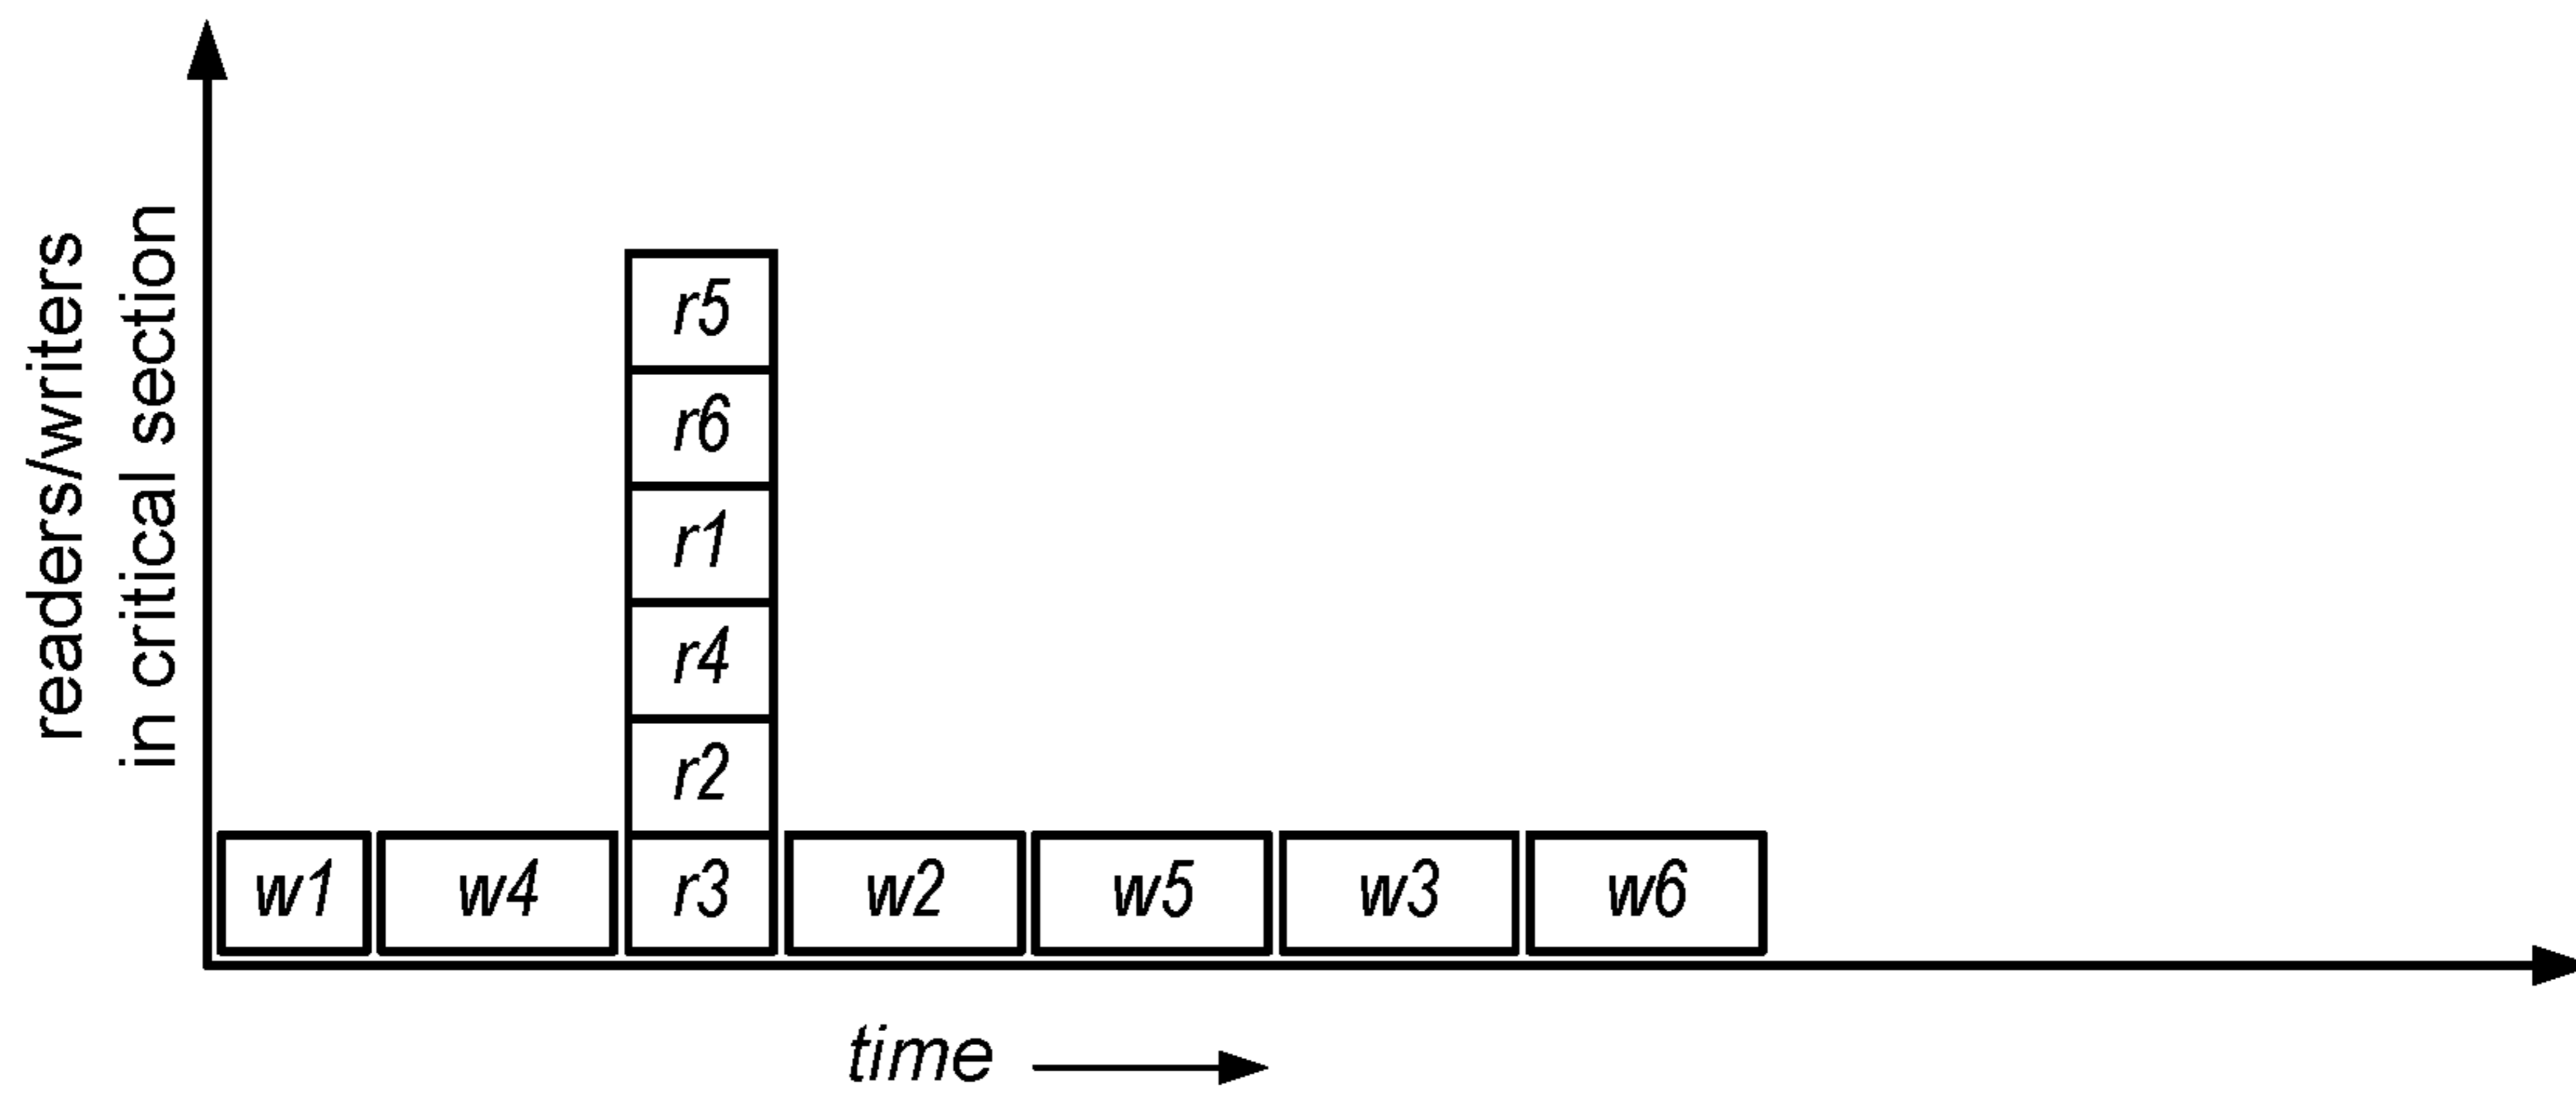 readers/writers
in critical section
r5
r6
r1
r4
r2
w1 w4 r3 w2 w5 w3 w6
time